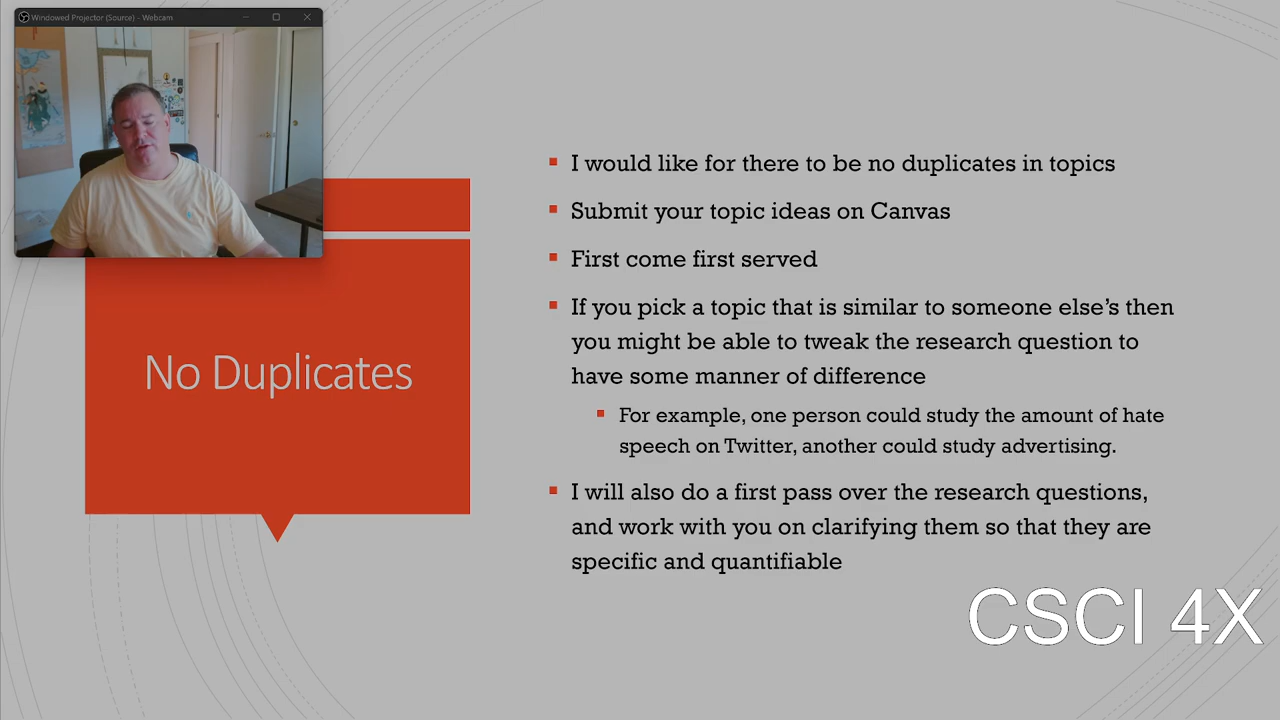 Windowed Projector (Source) - Webcam
I would like for there to be no duplicates in topics
Submit your topic ideas on Canvas
First come first served
If you pick a topic that is similar to someone else's then
you might be able to tweak the research question to
have some manner of difference
For example, one person could study the amount of hate
speech on Twitter, another could study advertising.
I will also do a first pass over the research questions,
and work with you on clarifying them so that they are
specific and quantifiable
No Duplicates
CSCI 4X